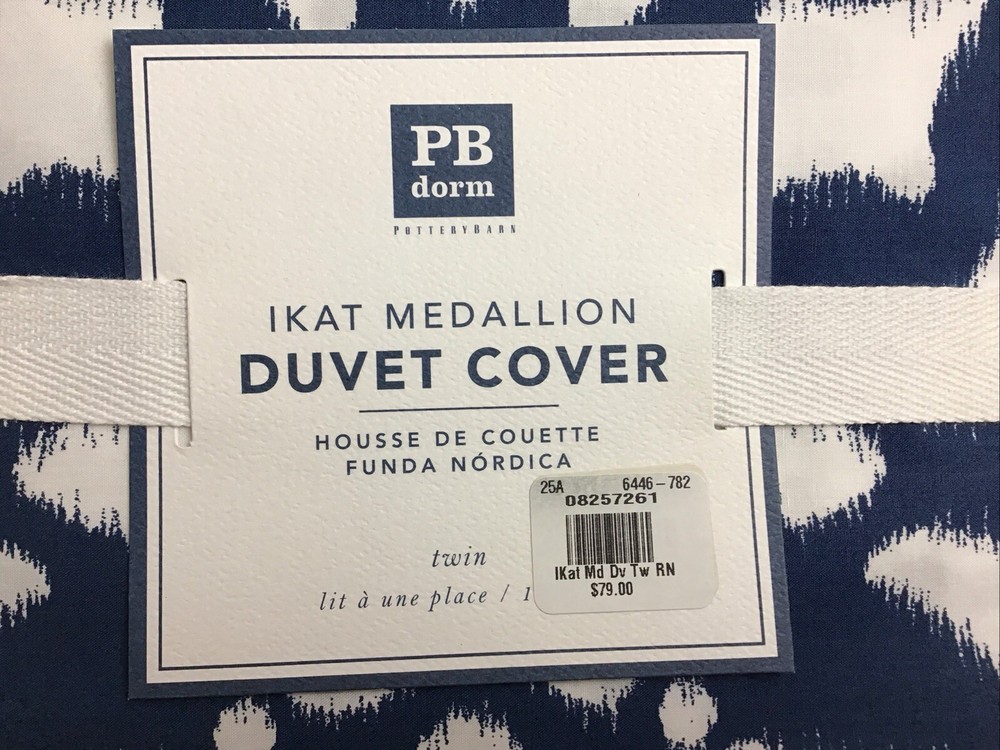 PB
dorm
POTTERYBARN
IKAT MEDALLION
DUVET COVER
HOUSSE DE COUETTE
FUNDA NÓRDICA
25A 6446-782
08257261
IKat Md Dv Tw RN
$79.00
twin
lit à une place / 1